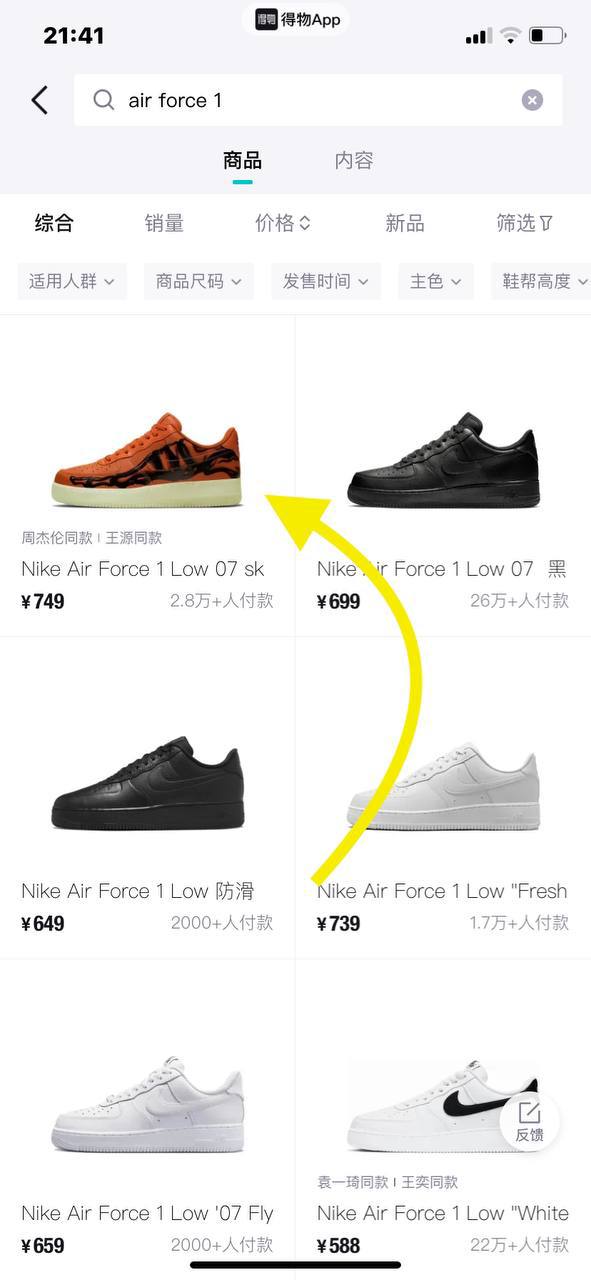 21:41
得物 得物App
air force 1
商品 内容
综合 销量 价格 新品 筛选
适用人群 商品尺码 发售时间 主色 鞋帮高度
周杰伦同款 | 王源同款
Nike Air Force 1 Low 07 sk
¥749 2.8万+人付款
Nike Air Force 1 Low 07 黑
¥699 26万+人付款
Nike Air Force 1 Low 防滑
¥649 2000+人付款
Nike Air Force 1 Low "Fresh
¥739 1.7万+人付款
Nike Air Force 1 Low '07 Fly
¥659 2000+人付款
反馈
袁一琦同款 | 王奕同款
Nike Air Force 1 Low "White
¥588 22万+人付款